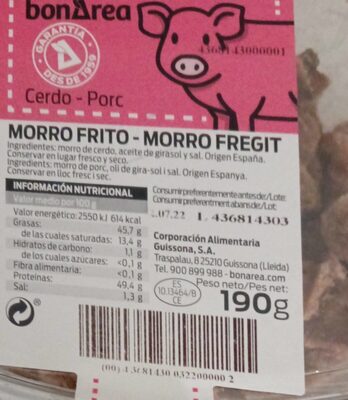 bonÀrea
GARANTIA
DES DE 1959
4368143000001
Cerdo - Porc
MORRO FRITO - MORRO FREGIT
Ingredientes: morro de cerdo, aceite de girasol y sal. Origen España.
Conservar en lugar fresco y seco.
Ingredients: morro de porc, oli de gira-sol i sal. Origen Espanya.
Conservar en lloc fresc i sec.
INFORMACIÓN NUTRICIONAL
Valor medio por 100 g
Valor energético: 2550 kJ 614 kcal
Grasas: 45,7 g
de las cuales saturadas: 13,4 g
Hidratos de carbono: 1,1 g
de los cuales azúcares: <0,1 g
Fibra alimentaria: <0,1 g
Proteínas: 49,4 g
Sal: 1,3 g
Consumir preferentemente antes de:/Lote:
Consumir preferentment abans de:/Lot:
.07.22 L 436814303
Corporación Alimentaria
Guissona, S.A.
Traspalau, 8 25210 Guissona (Lleida)
Tel. 900 899 988 - bonarea.com
ES
10.13464/B
CE
Peso neto/Pes net:
190g
(00) 4 3681430 032209000 2